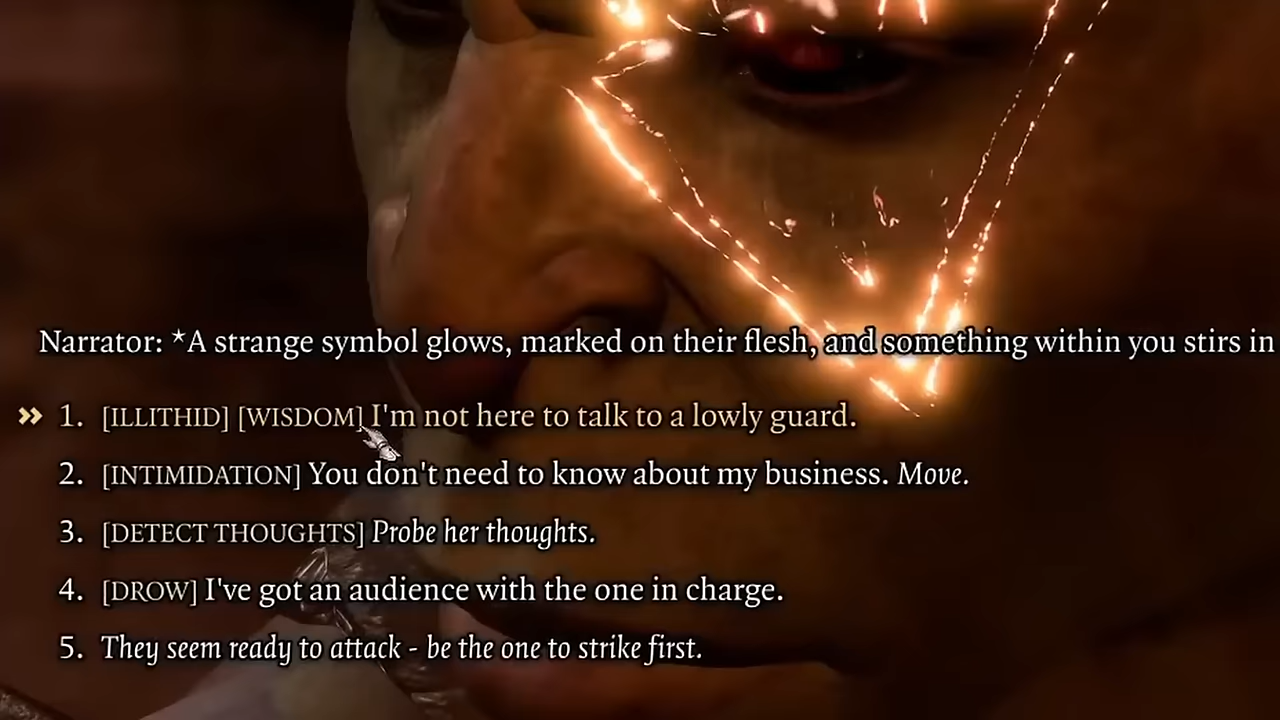 Narrator: *A strange symbol glows, marked on their flesh, and something within you stirs in
1. [ILLITHID] [WISDOM] I'm not here to talk to a lowly guard.
2. [INTIMIDATION] You don't need to know about my business. Move.
3. [DETECT THOUGHTS] Probe her thoughts.
4. [DROW] I've got an audience with the one in charge.
5. They seem ready to attack - be the one to strike first.